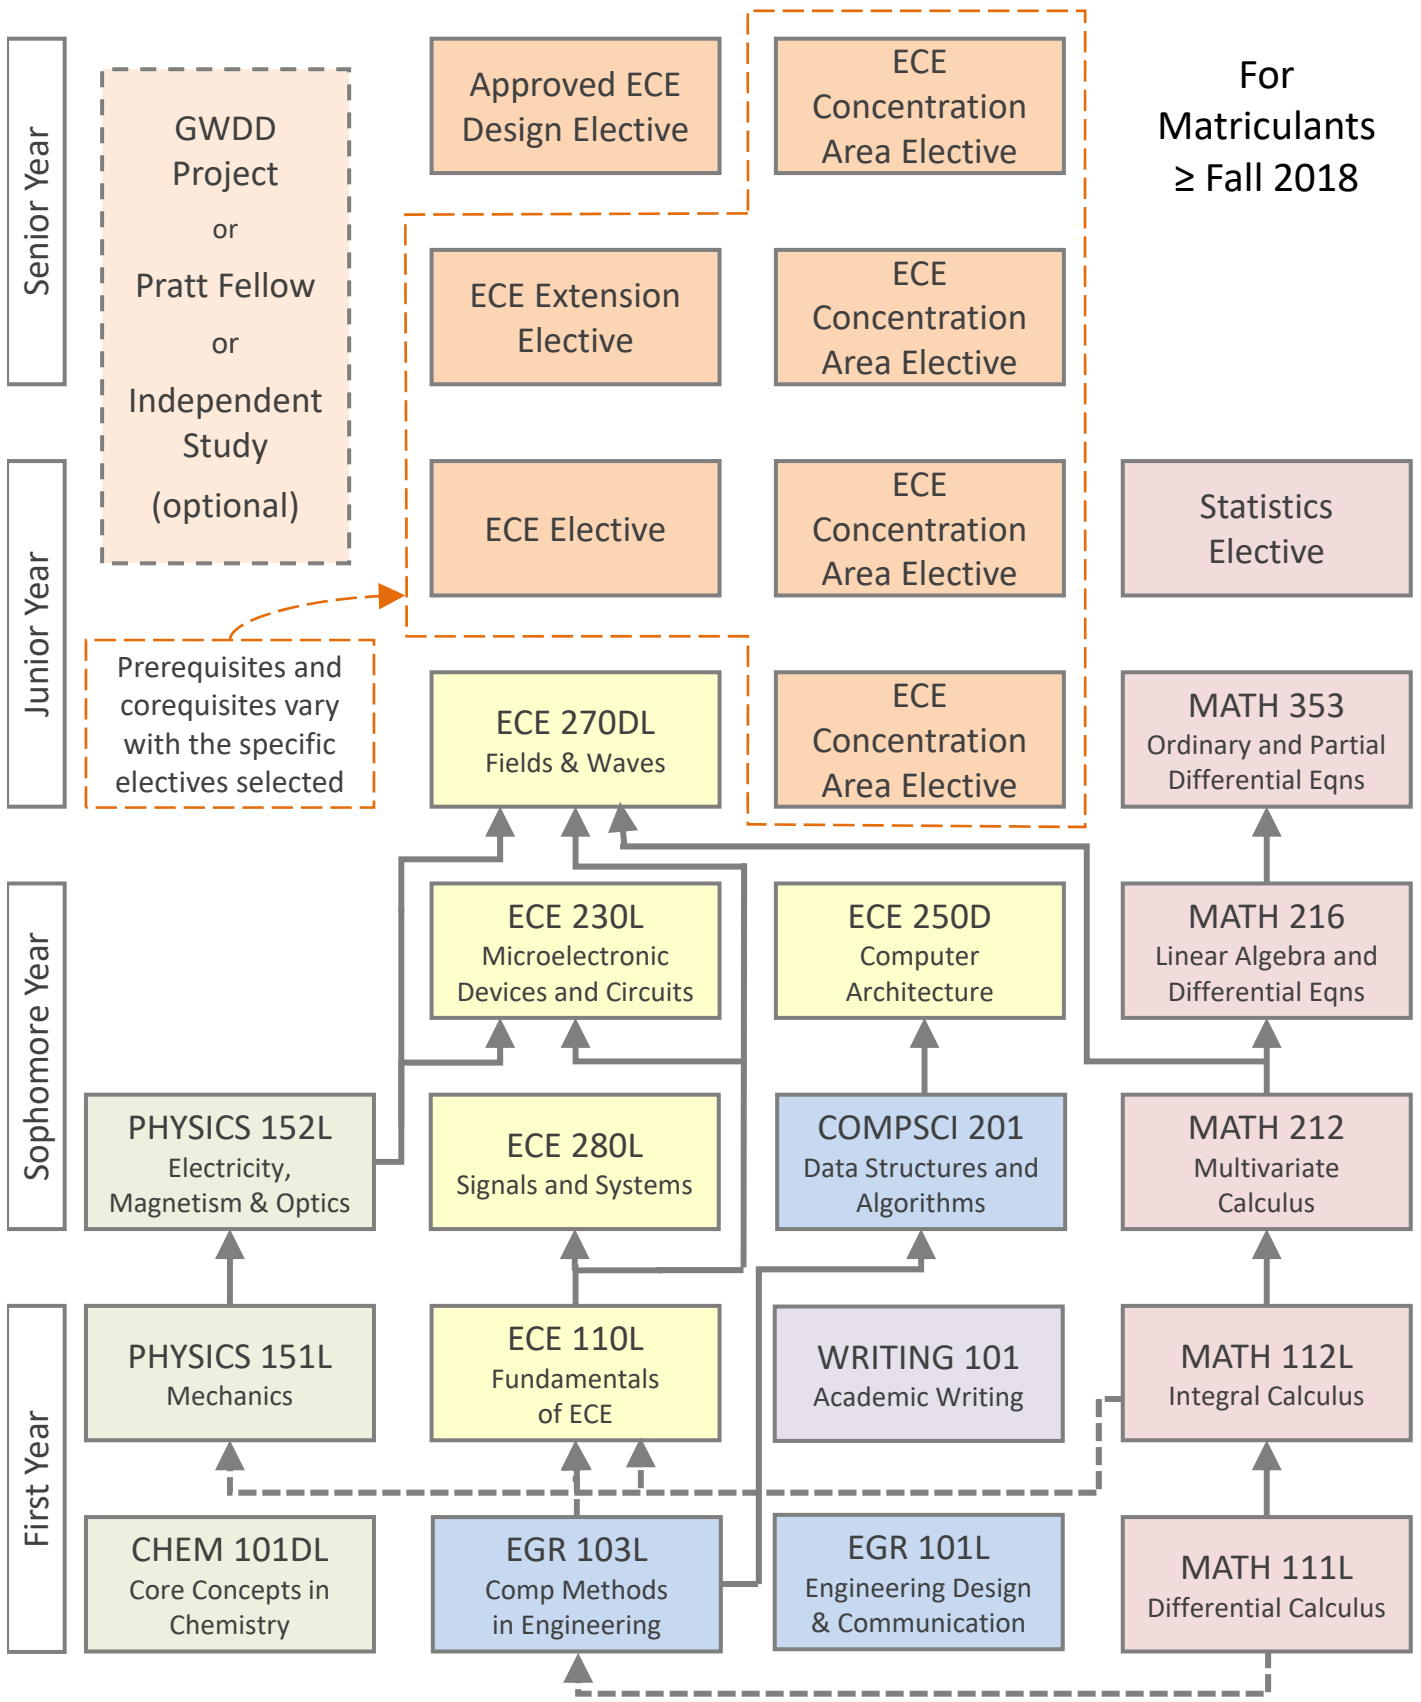 Senior Year
GWDD
Project
or
Pratt Fellow
or
Independent
Study
(optional)
Approved ECE
Design Elective
ECE
Concentration
Area Elective
For
Matriculants
≥ Fall 2018
ECE Extension
Elective
ECE
Concentration
Area Elective
Junior Year
ECE Elective
ECE
Concentration
Area Elective
Statistics
Elective
Prerequisites and
corequisites vary
with the specific
electives selected
ECE 270DL
Fields & Waves
ECE
Concentration
Area Elective
MATH 353
Ordinary and Partial
Differential Eqns
Sophomore Year
ECE 230L
Microelectronic
Devices and Circuits
ECE 250D
Computer
Architecture
MATH 216
Linear Algebra and
Differential Eqns
PHYSICS 152L
Electricity,
Magnetism & Optics
ECE 280L
Signals and Systems
COMPSCI 201
Data Structures and
Algorithms
MATH 212
Multivariate
Calculus
First Year
PHYSICS 151L
Mechanics
ECE 110L
Fundamentals
of ECE
WRITING 101
Academic Writing
MATH 112L
Integral Calculus
CHEM 101DL
Core Concepts in
Chemistry
EGR 103L
Comp Methods
in Engineering
EGR 101L
Engineering Design
& Communication
MATH 111L
Differential Calculus